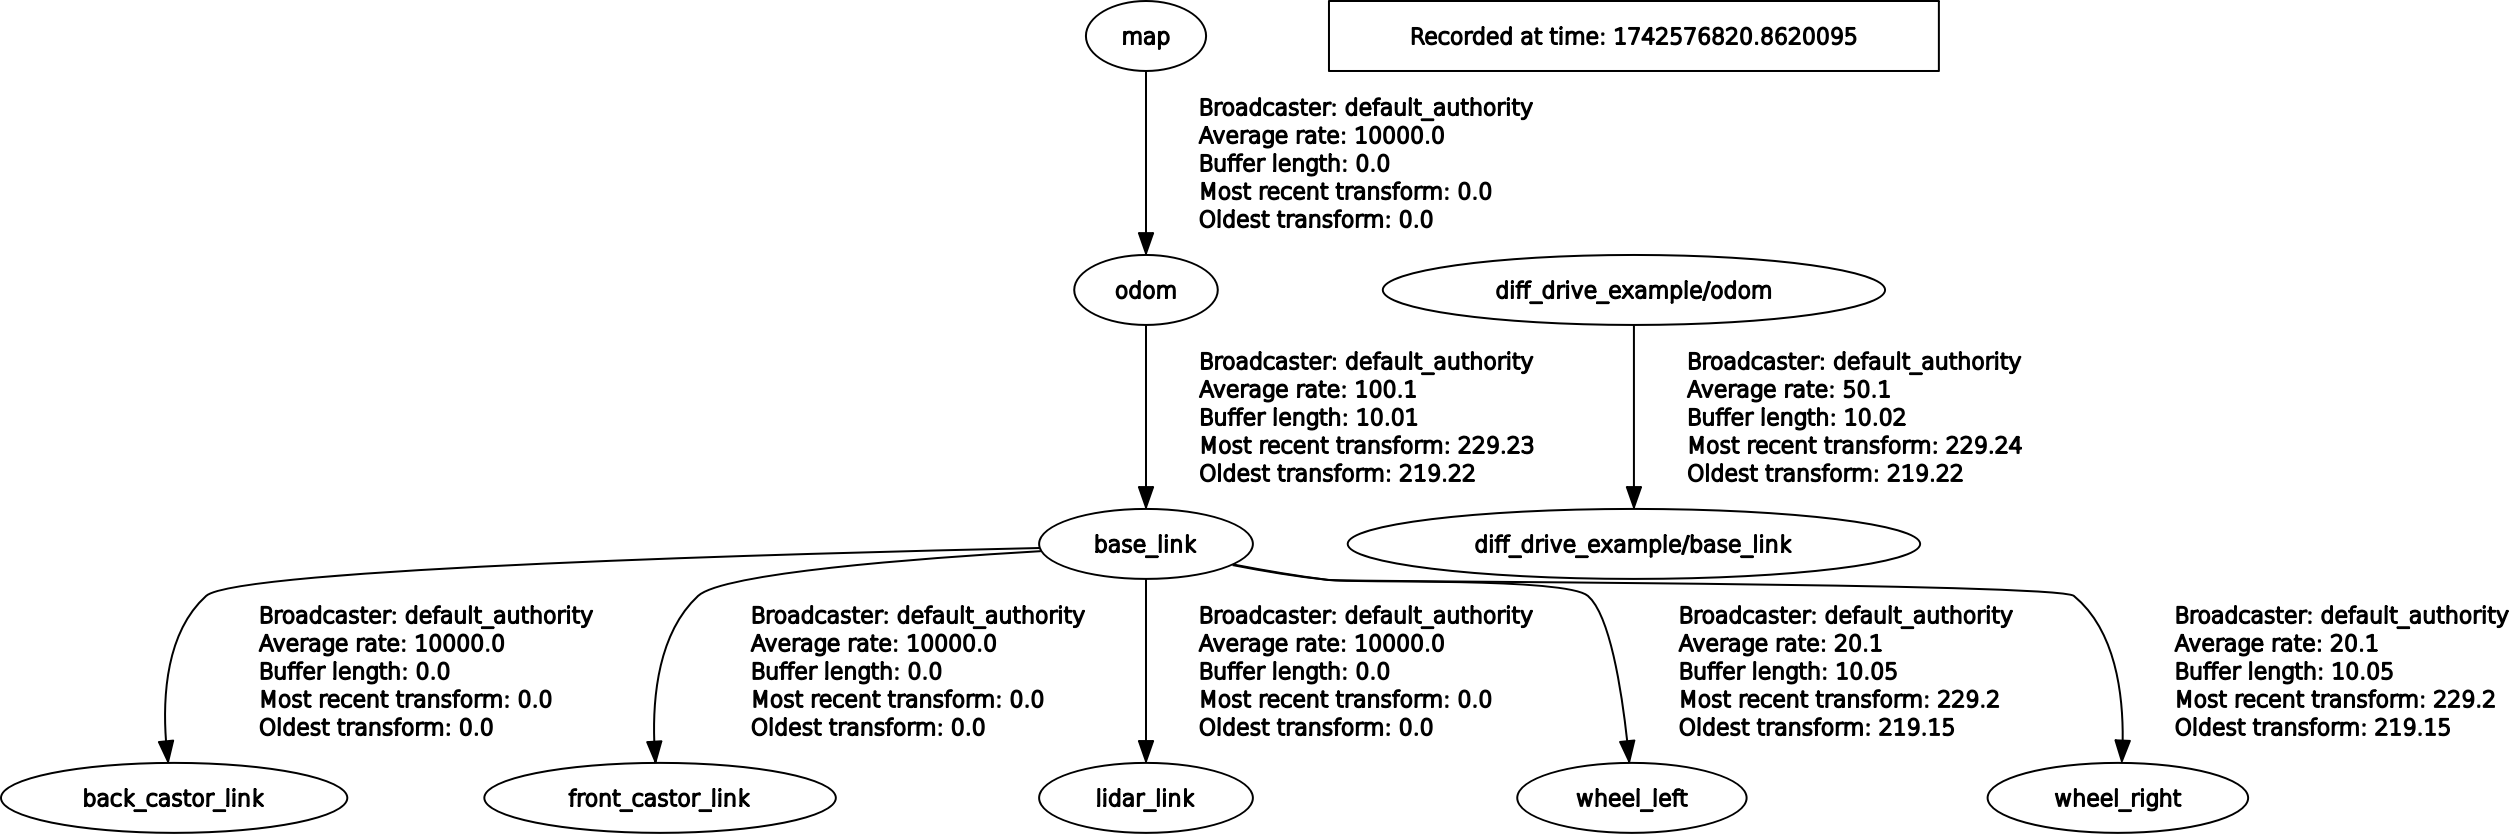 map
Recorded at time: 1742576820.8620095
Broadcaster: default_authority
Average rate: 10000.0
Buffer length: 0.0
Most recent transform: 0.0
Oldest transform: 0.0
odom
diff_drive_example/odom
Broadcaster: default_authority
Average rate: 100.1
Buffer length: 10.01
Most recent transform: 229.23
Oldest transform: 219.22
Broadcaster: default_authority
Average rate: 50.1
Buffer length: 10.02
Most recent transform: 229.24
Oldest transform: 219.22
base_link
diff_drive_example/base_link
Broadcaster: default_authority
Average rate: 10000.0
Buffer length: 0.0
Most recent transform: 0.0
Oldest transform: 0.0
Broadcaster: default_authority
Average rate: 10000.0
Buffer length: 0.0
Most recent transform: 0.0
Oldest transform: 0.0
Broadcaster: default_authority
Average rate: 10000.0
Buffer length: 0.0
Most recent transform: 0.0
Oldest transform: 0.0
Broadcaster: default_authority
Average rate: 20.1
Buffer length: 10.05
Most recent transform: 229.2
Oldest transform: 219.15
Broadcaster: default_authority
Average rate: 20.1
Buffer length: 10.05
Most recent transform: 229.2
Oldest transform: 219.15
back_castor_link
front_castor_link
lidar_link
wheel_left
wheel_right